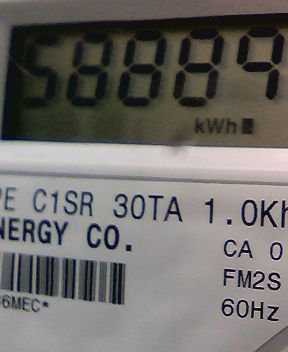 58889
kWh
PE C1SR 30TA 1.0Kh
NERGY CO.
CA 0
FM2S
60Hz
6MEC*